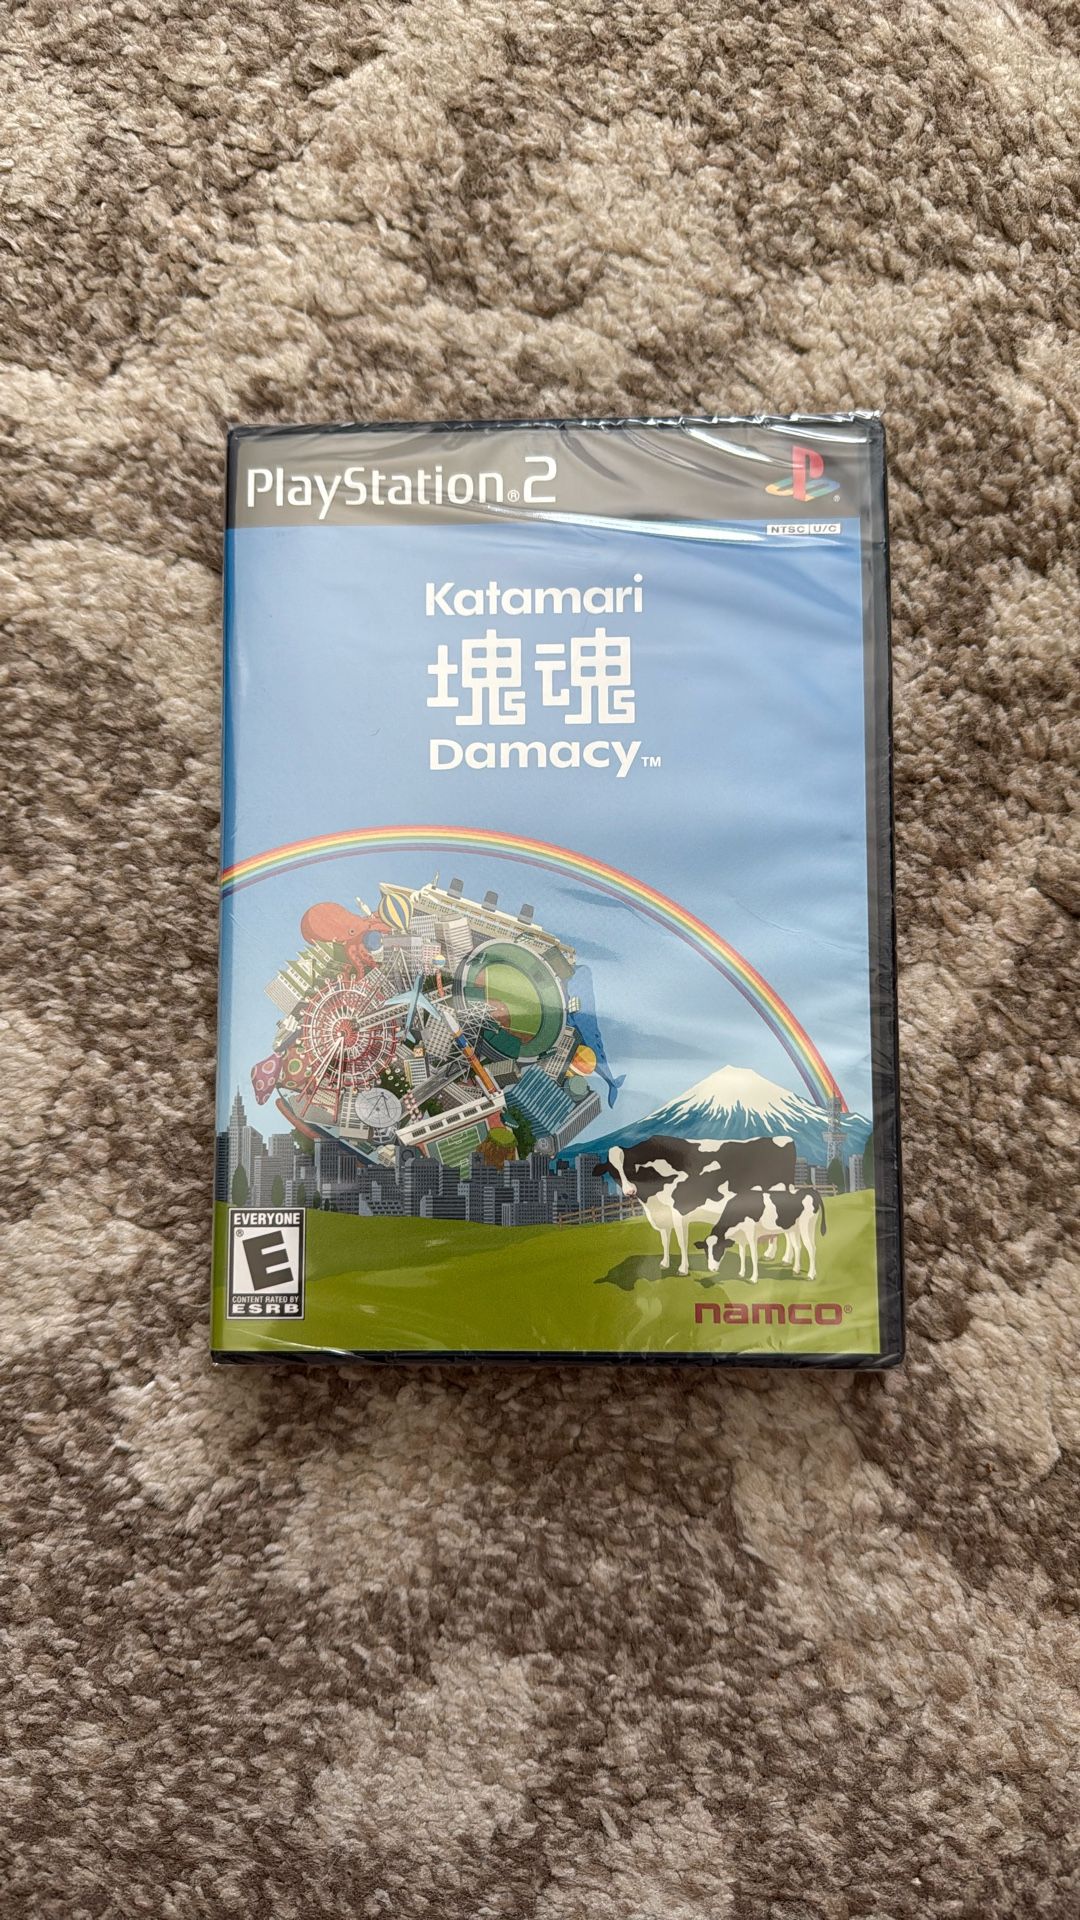 PlayStation®2
NTSC U/C
Katamari
塊魂
Damacy™
EVERYONE
E
CONTENT RATED BY
ESRB
namco®